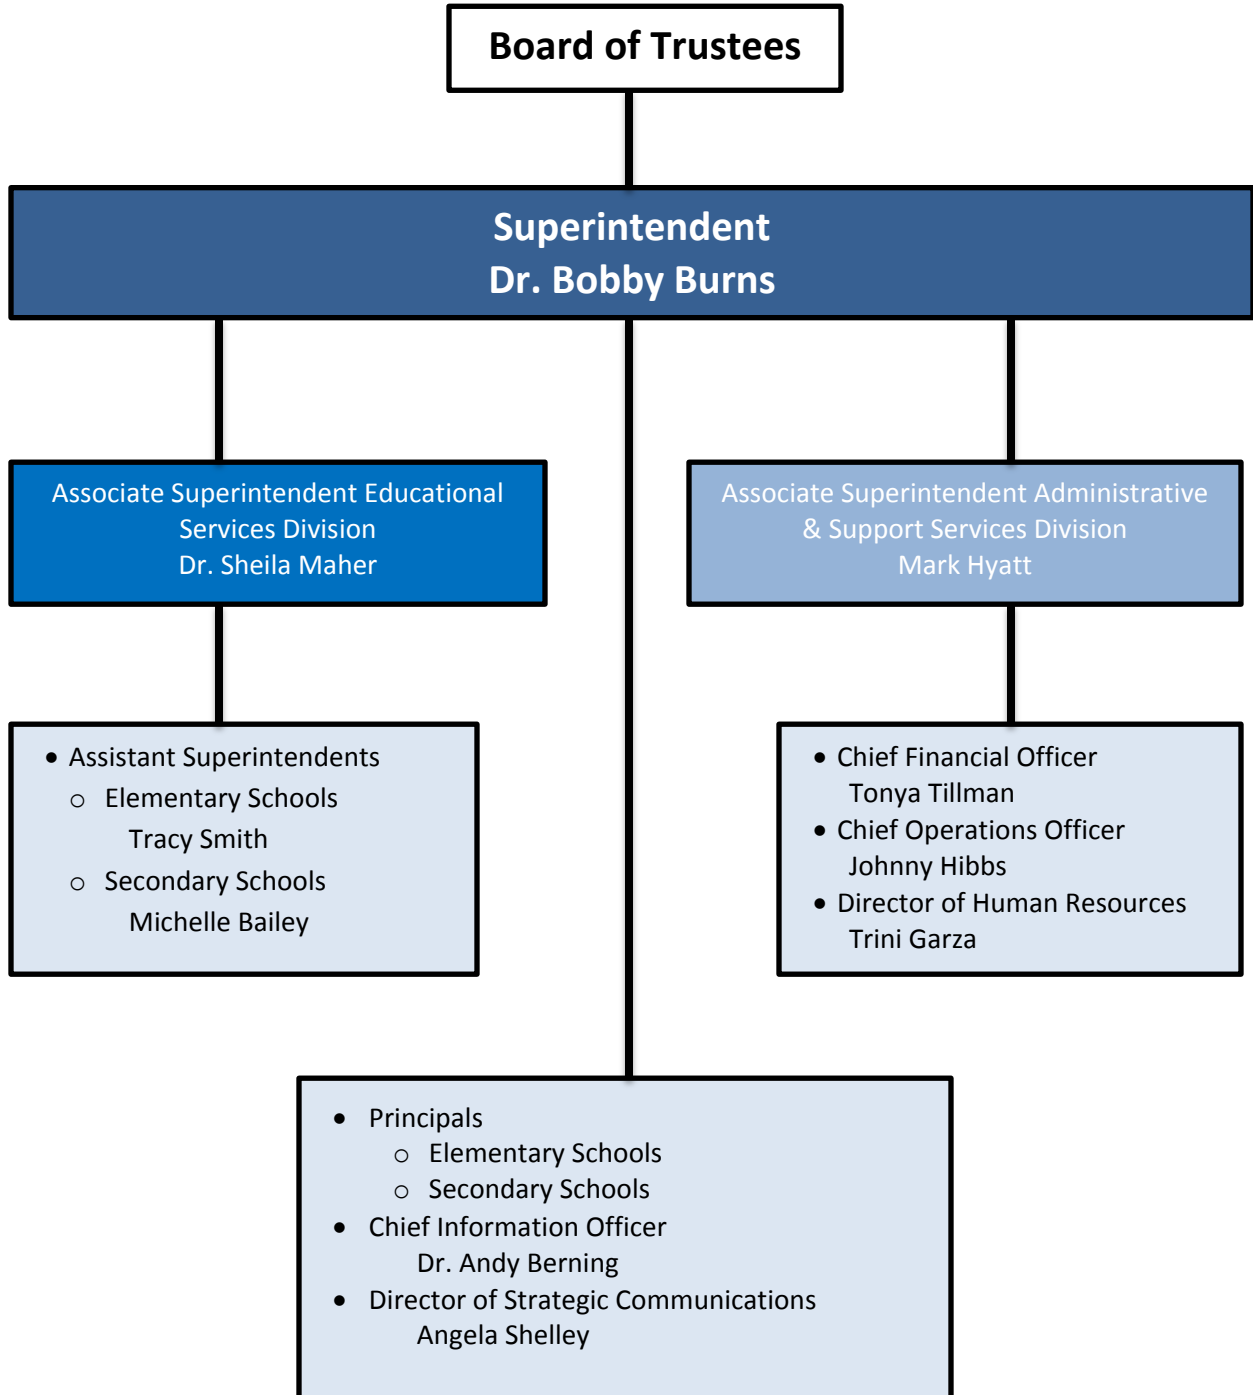 Board of Trustees
Superintendent
Dr. Bobby Burns
Associate Superintendent Educational
Services Division
Dr. Sheila Maher
Associate Superintendent Administrative
& Support Services Division
Mark Hyatt
• Assistant Superintendents
o Elementary Schools
Tracy Smith
o Secondary Schools
Michelle Bailey
• Chief Financial Officer
Tonya Tillman
• Chief Operations Officer
Johnny Hibbs
• Director of Human Resources
Trini Garza
• Principals
o Elementary Schools
o Secondary Schools
• Chief Information Officer
Dr. Andy Berning
• Director of Strategic Communications
Angela Shelley